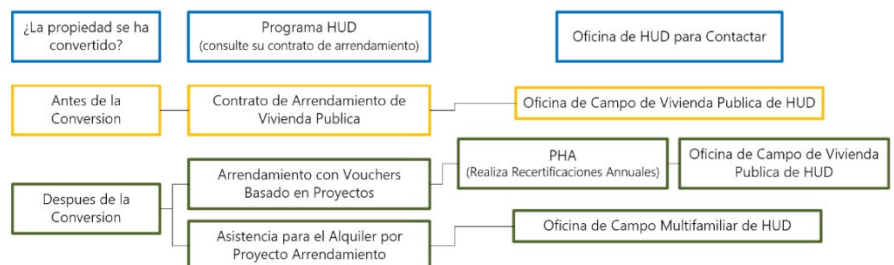 ¿La propiedad se ha
convertido?
Programa HUD
(consulte su contrato de arrendamiento)
Oficina de HUD para Contactar
Antes de la
Conversion
Contrato de Arrendamiento de
Vivienda Publica
Oficina de Campo de Vivienda Publica de HUD
Despues de la
Conversion
Arrendamiento con Vouchers
Basado en Proyectos
PHA
(Realiza Recertificaciones Annuales)
Oficina de Campo de Vivienda
Publica de HUD
Asistencia para el Alquiler por
Proyecto Arrendamiento
Oficina de Campo Multifamiliar de HUD